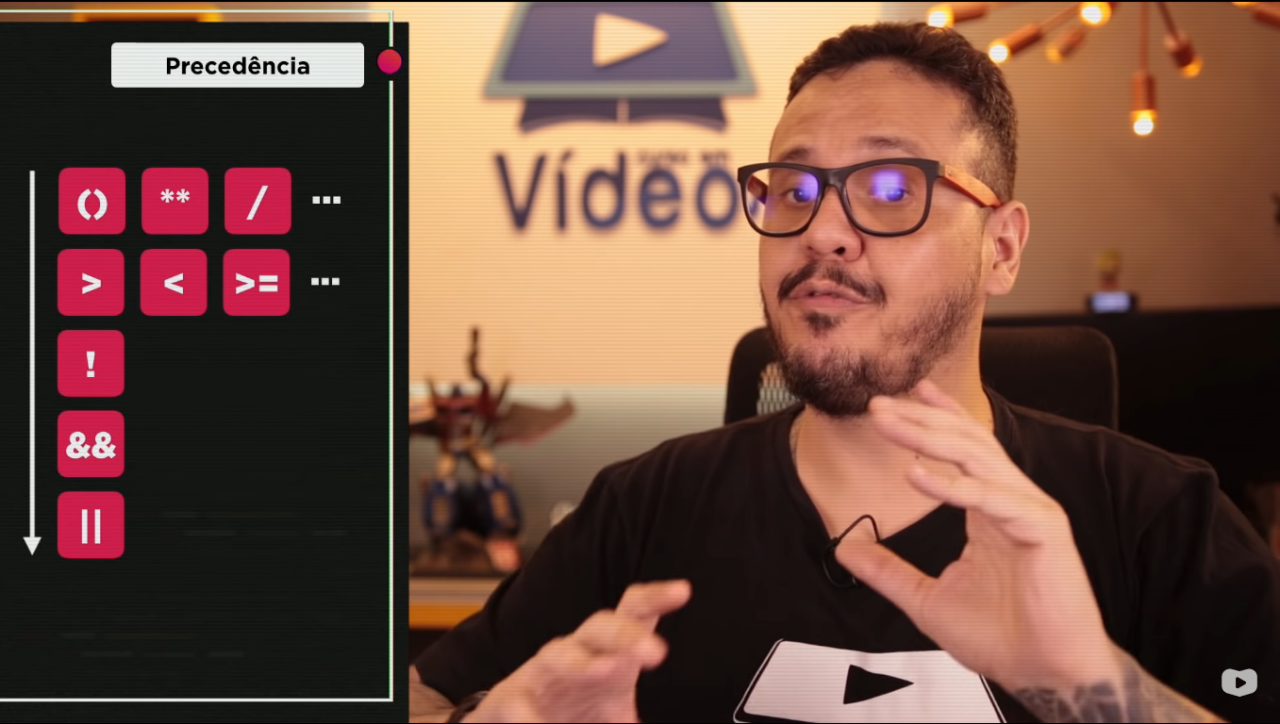 Precedência
() ** / ...
> < >= ...
!
&&
||
Vídeo